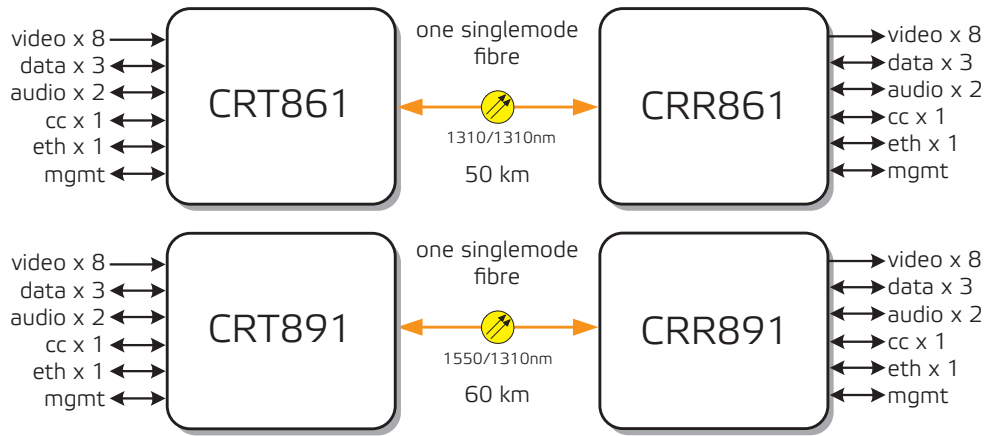 video x 8
data x 3
audio x 2
cc x 1
eth x 1
mgmt
CRT861
one singlemode
fibre
1310/1310nm
50 km
CRR861
video x 8
data x 3
audio x 2
cc x 1
eth x 1
mgmt
video x 8
data x 3
audio x 2
cc x 1
eth x 1
mgmt
CRT891
one singlemode
fibre
1550/1310nm
60 km
CRR891
video x 8
data x 3
audio x 2
cc x 1
eth x 1
mgmt